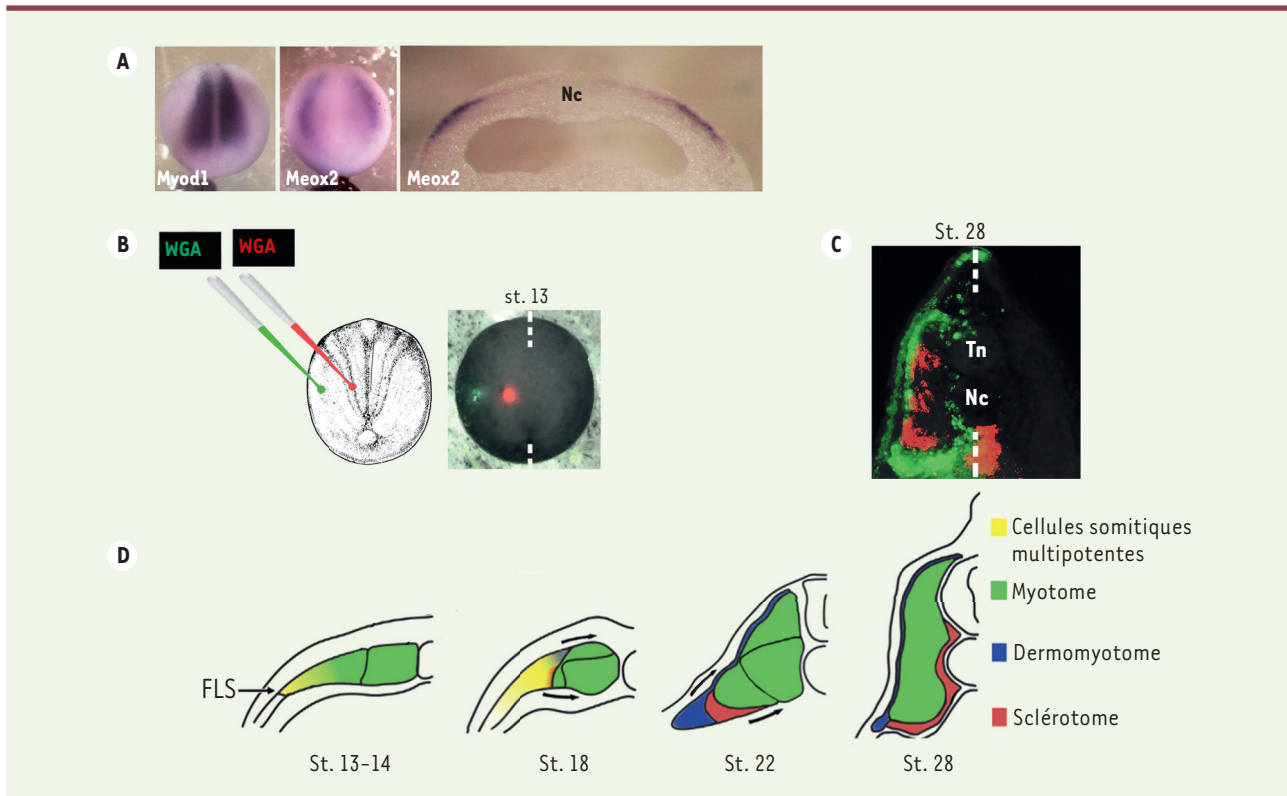 A
Myod1
Meox2
Nc
Meox2
B
WGA
WGA
st. 13
C
St. 28
Tn
Nc
D
FLS
St. 13-14
St. 18
St. 22
St. 28
Cellules somitiques
multipotentes
Myotome
Dermomyotome
Sclérotome